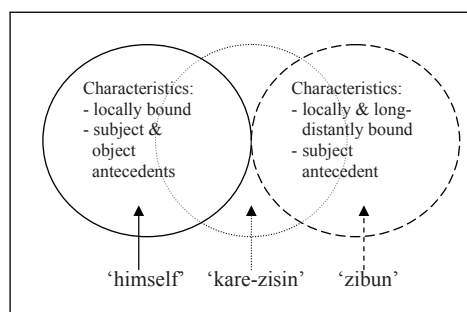 Characteristics:
- locally bound
- subject &
object
antecedents
Characteristics:
- locally & long-
distantly bound
- subject
antecedent
‘himself’ ‘kare-zisin’ ‘zibun’